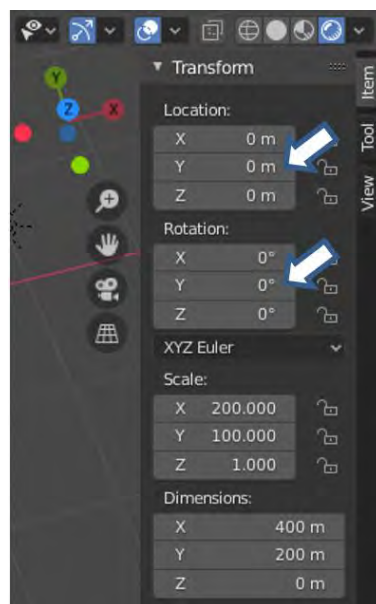 Transform
Item
Tool
View
Y
Z
X
Location:
X 0 m
Y 0 m
Z 0 m
Rotation:
X 0°
Y 0°
Z 0°
XYZ Euler
Scale:
X 200.000
Y 100.000
Z 1.000
Dimensions:
X 400 m
Y 200 m
Z 0 m